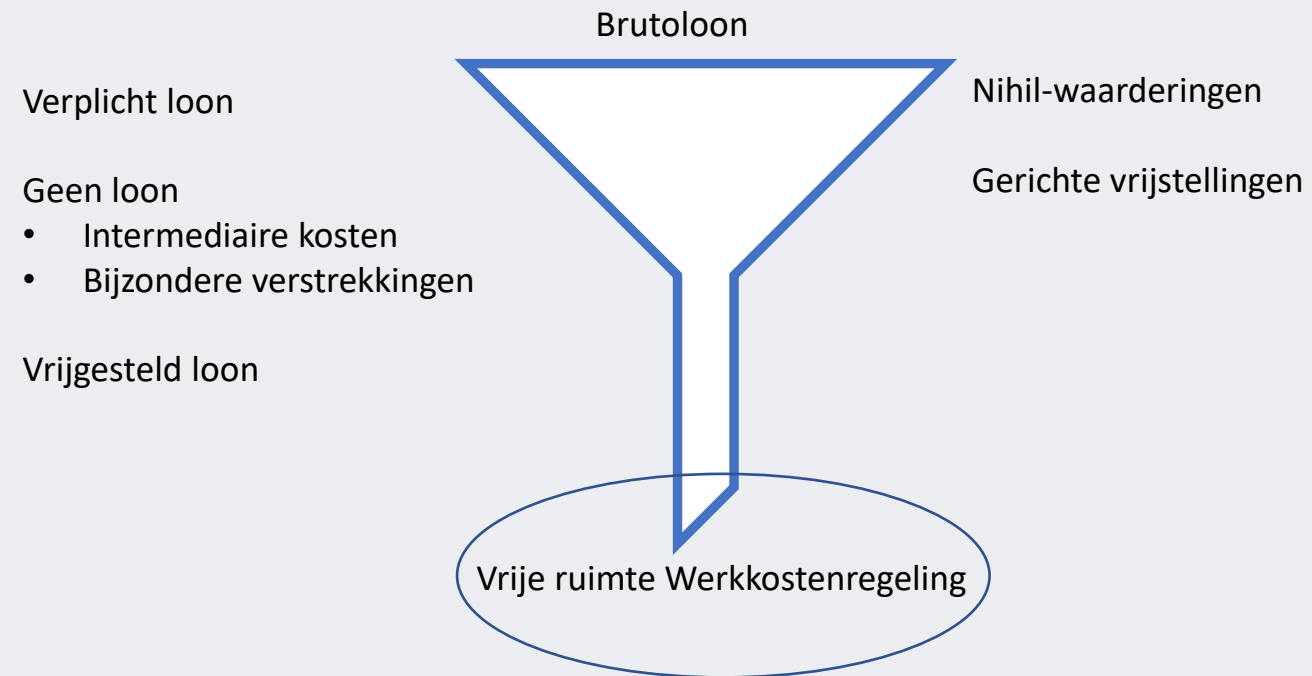 Brutoloon
Verplicht loon
Geen loon
• Intermediaire kosten
• Bijzondere verstrekkingen
Vrijgesteld loon
Nihil-waarderingen
Gerichte vrijstellingen
Vrije ruimte Werkkostenregeling